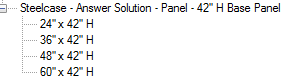 Steelcase - Answer Solution - Panel - 42" H Base Panel
24" x 42" H
36" x 42" H
48" x 42" H
60" x 42" H